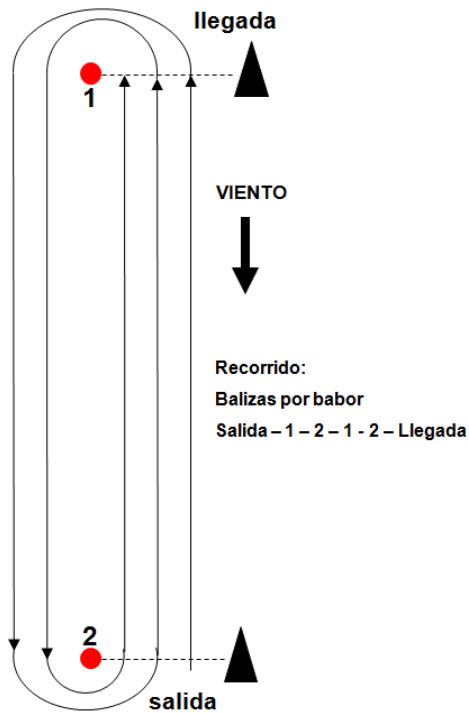 llegada
1
VIENTO
Recorrido:
Balizas por babor
Salida – 1 – 2 – 1 - 2 – Llegada
2
salida